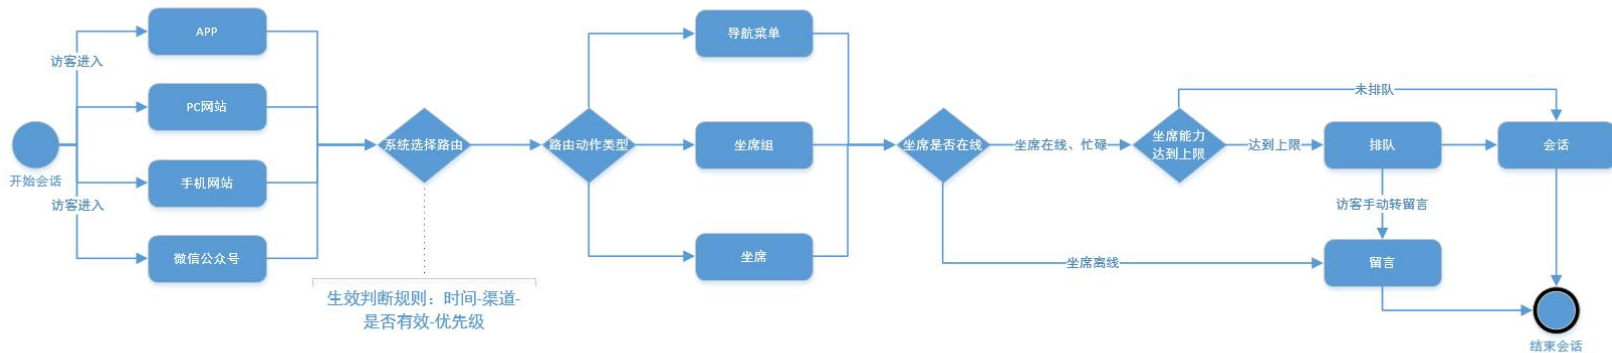 开始会话
访客进入
访客进入
APP
PC网站
手机网站
微信公众号
系统选择路由
生效判断规则：时间-渠道-
是否有效-优先级
路由动作类型
导航菜单
坐席组
坐席
坐席是否在线
坐席在线、忙碌
坐席离线
坐席能力
达到上限
未排队
达到上限
排队
访客手动转留言
留言
会话
结束会话